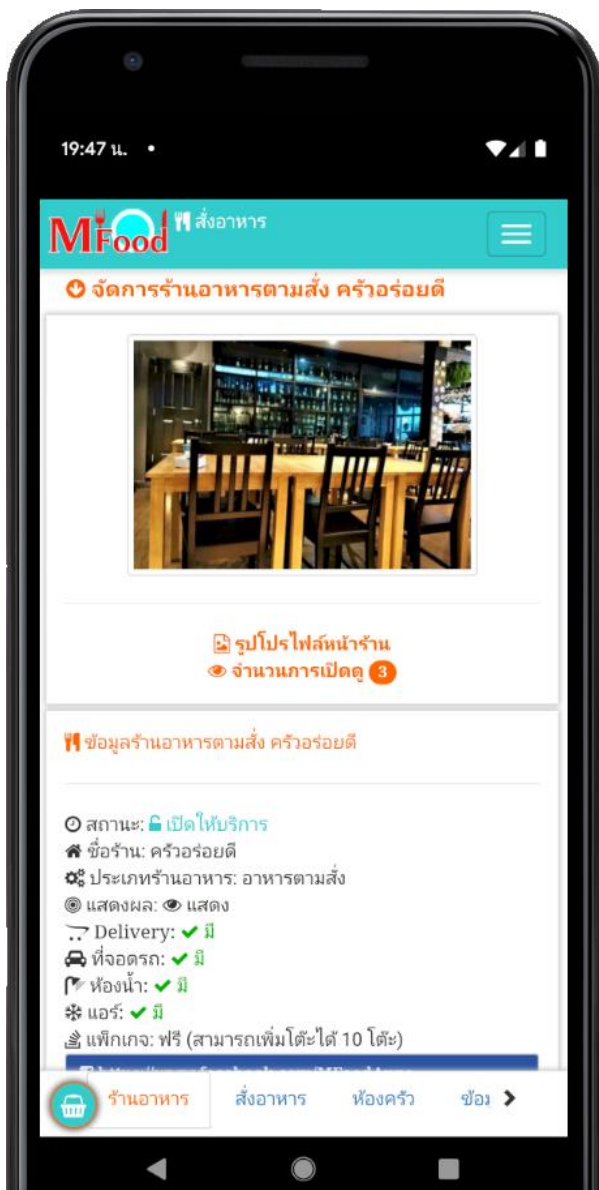 19:47 น.
MFood
สั่งอาหาร
จัดการร้านอาหารตามสั่ง ครัวอร่อยดี
รูปโปรไฟล์หน้าร้าน
จำนวนการเปิดดู 3
ข้อมูลร้านอาหารตามสั่ง ครัวอร่อยดี
สถานะ: เปิดให้บริการ
ชื่อร้าน: ครัวอร่อยดี
ประเภทร้านอาหาร: อาหารตามสั่ง
แสดงผล: แสดง
Delivery: มี
ที่จอดรถ: มี
ห้องน้ำ: มี
แอร์: มี
แพ็กเกจ: ฟรี (สามารถเพิ่มโต๊ะได้ 10 โต๊ะ)
ร้านอาหาร สั่งอาหาร ห้องครัว